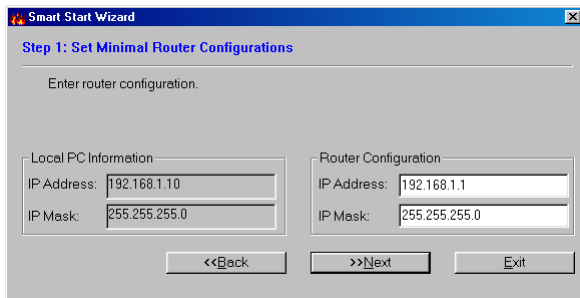 Smart Start Wizard
Step 1: Set Minimal Router Configurations
Enter router configuration.
Local PC Information
IP Address: 192.168.1.10
IP Mask: 255.255.255.0
Router Configuration
IP Address: 192.168.1.1
IP Mask: 255.255.255.0
<<Back
>>Next
Exit